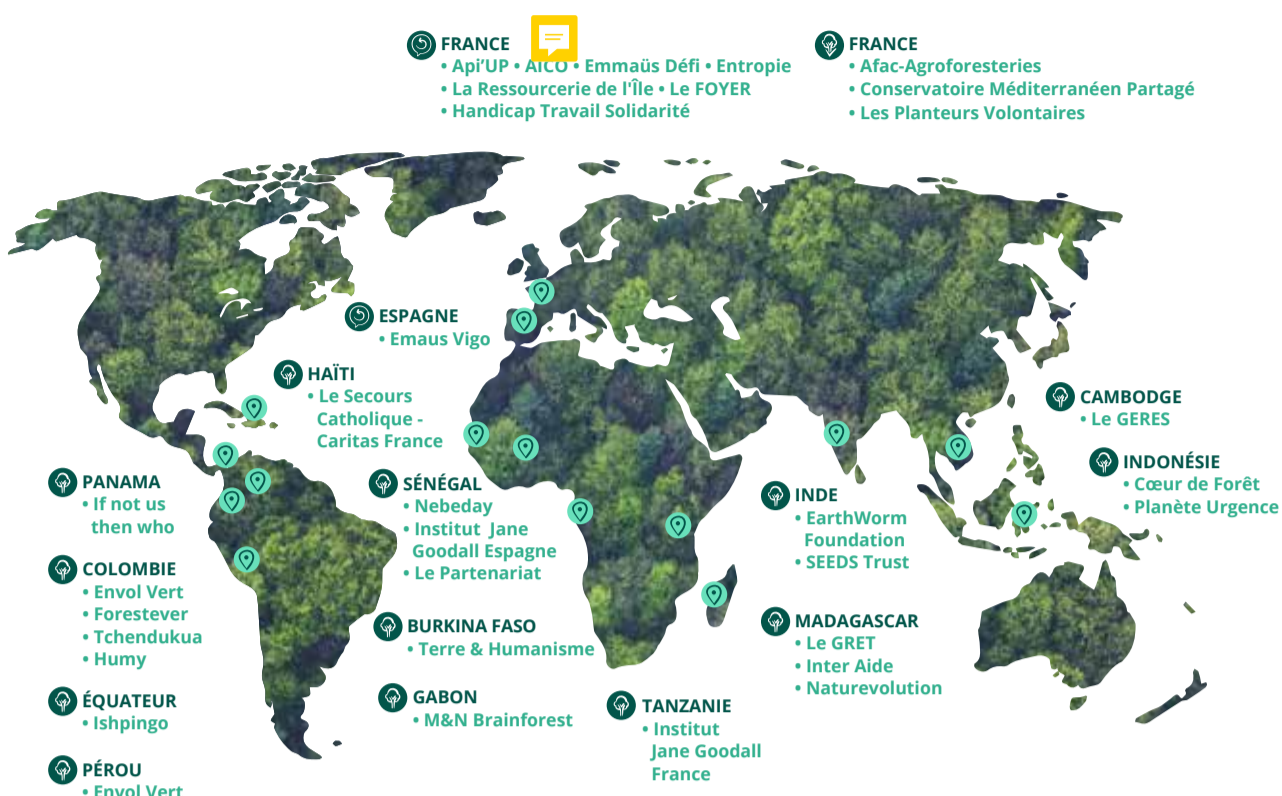 FRANCE
• Api’UP • AICO • Emmaüs Défi • Entropie
• La Ressourcerie de l'Île • Le FOYER
• Handicap Travail Solidarité
FRANCE
• Afac-Agroforesteries
• Conservatoire Méditerranéen Partagé
• Les Planteurs Volontaires
ESPAGNE
• Emaus Vigo
HAÏTI
• Le Secours
Catholique -
Caritas France
CAMBODGE
• Le GERES
INDONÉSIE
• Cœur de Forêt
• Planète Urgence
PANAMA
• If not us
then who
SÉNÉGAL
• Nebeday
• Institut Jane
Goodall Espagne
• Le Partenariat
INDE
• EarthWorm
Foundation
• SEEDS Trust
COLOMBIE
• Envol Vert
• Forestever
• Tchendukua
• Humy
BURKINA FASO
• Terre & Humanisme
MADAGASCAR
• Le GRET
• Inter Aide
• Naturevolution
ÉQUATEUR
• Ishpingo
GABON
• M&N Brainforest
TANZANIE
• Institut
Jane Goodall
France
PÉROU
• Envol Vert